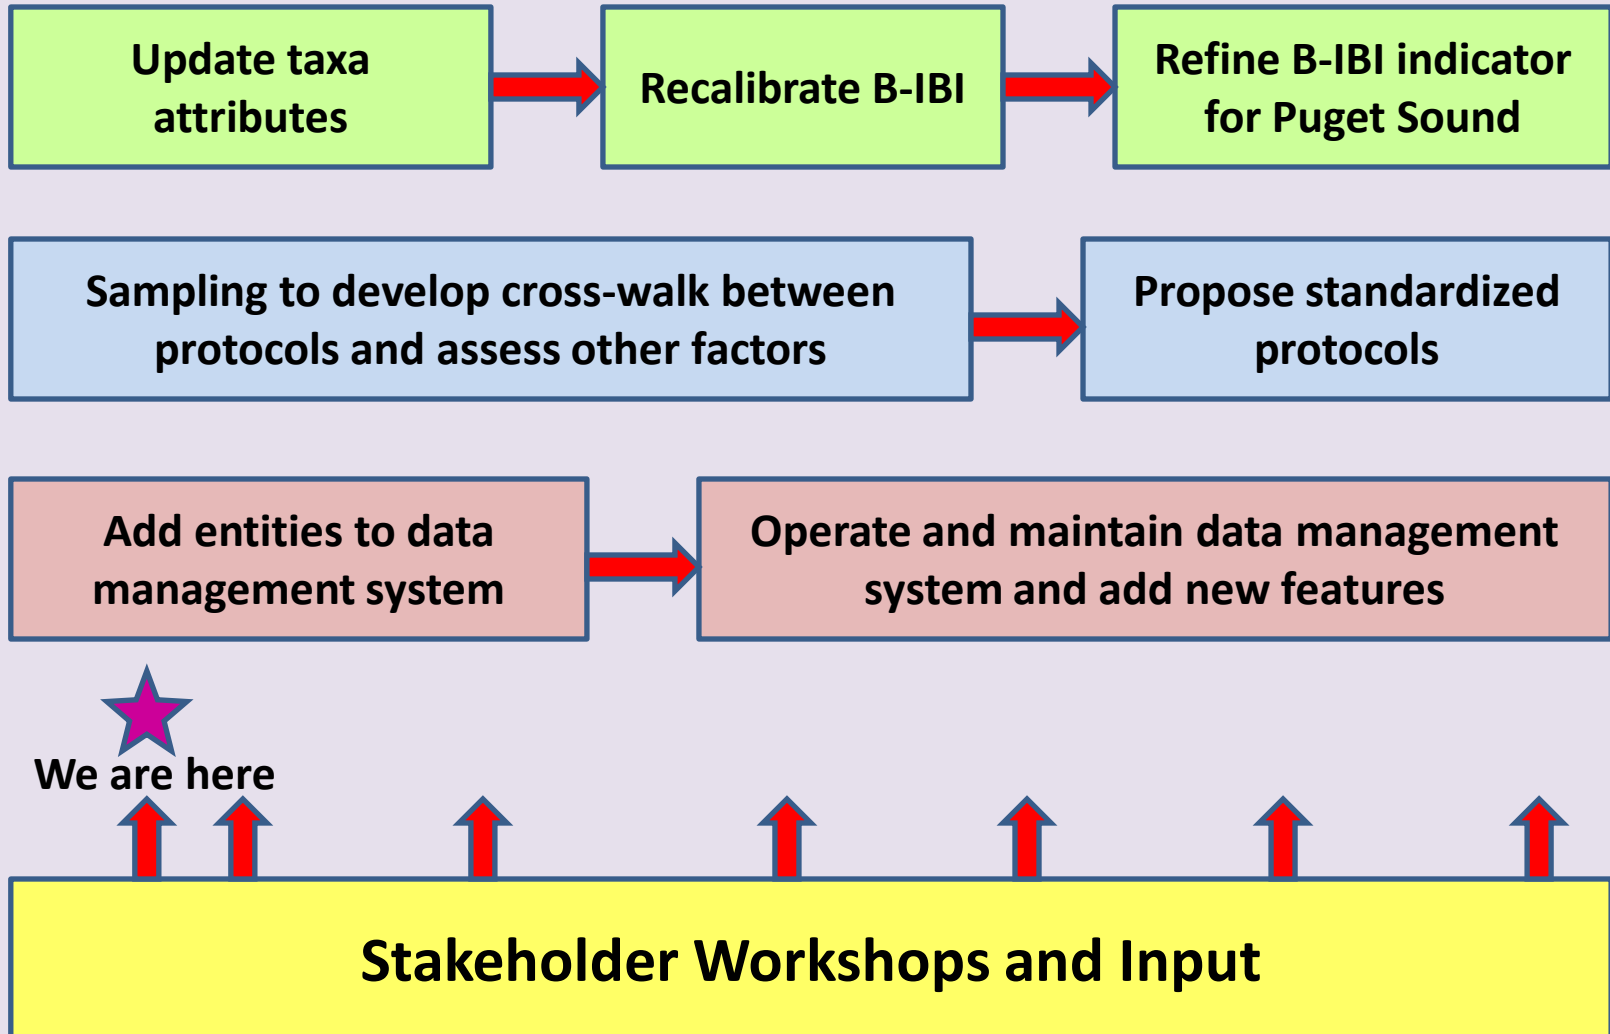 Update taxa
attributes
Recalibrate B-IBI
Refine B-IBI indicator
for Puget Sound
Sampling to develop cross-walk between
protocols and assess other factors
Propose standardized
protocols
Add entities to data
management system
Operate and maintain data management
system and add new features
We are here
Stakeholder Workshops and Input